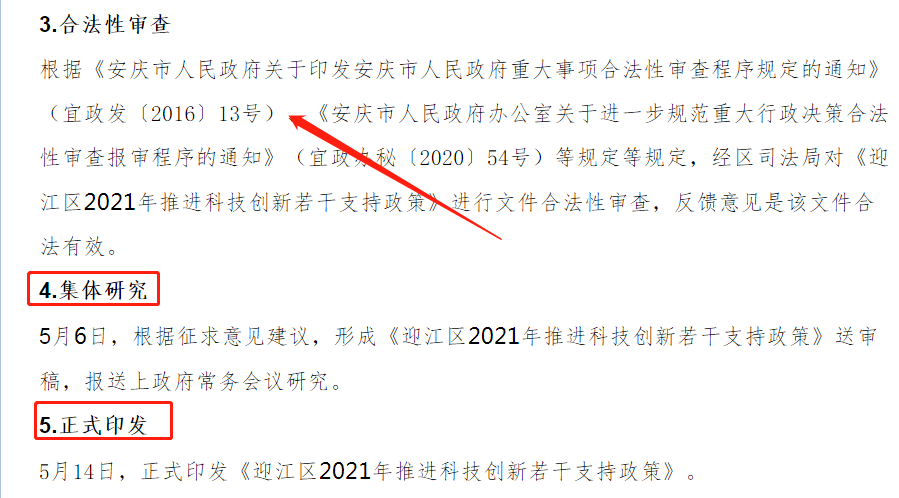 3.合法性审查
根据《安庆市人民政府关于印发安庆市人民政府重大事项合法性审查程序规定的通知》
（宜政发〔2016〕13号） 《安庆市人民政府办公室关于进一步规范重大行政决策合法
性审查报审程序的通知》（宜政办秘〔2020〕54号）等规定等规定，经区司法局对《迎
江区2021年推进科技创新若干支持政策》进行文件合法性审查，反馈意见是该文件合
法有效。
4.集体研究
5月6日，根据征求意见建议，形成《迎江区2021年推进科技创新若干支持政策》送审
稿，报送上政府常务会议研究。
5.正式印发
5月14日，正式印发《迎江区2021年推进科技创新若干支持政策》。